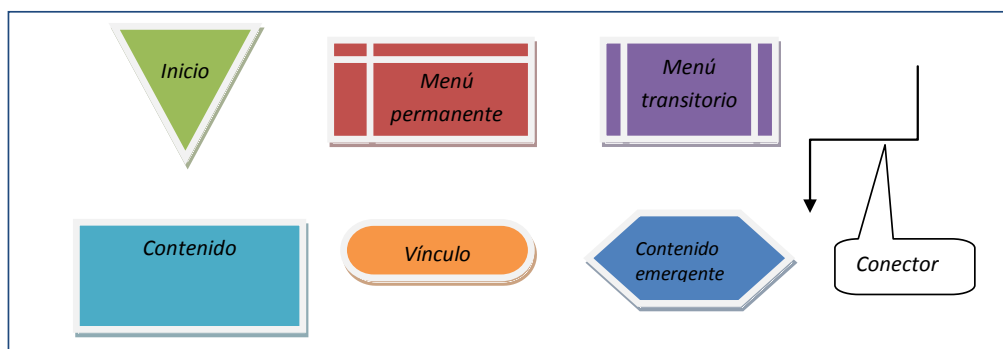 Inicio
Menú
permanente
Menú
transitorio
Contenido
Vínculo
Contenido
emergente
Conector